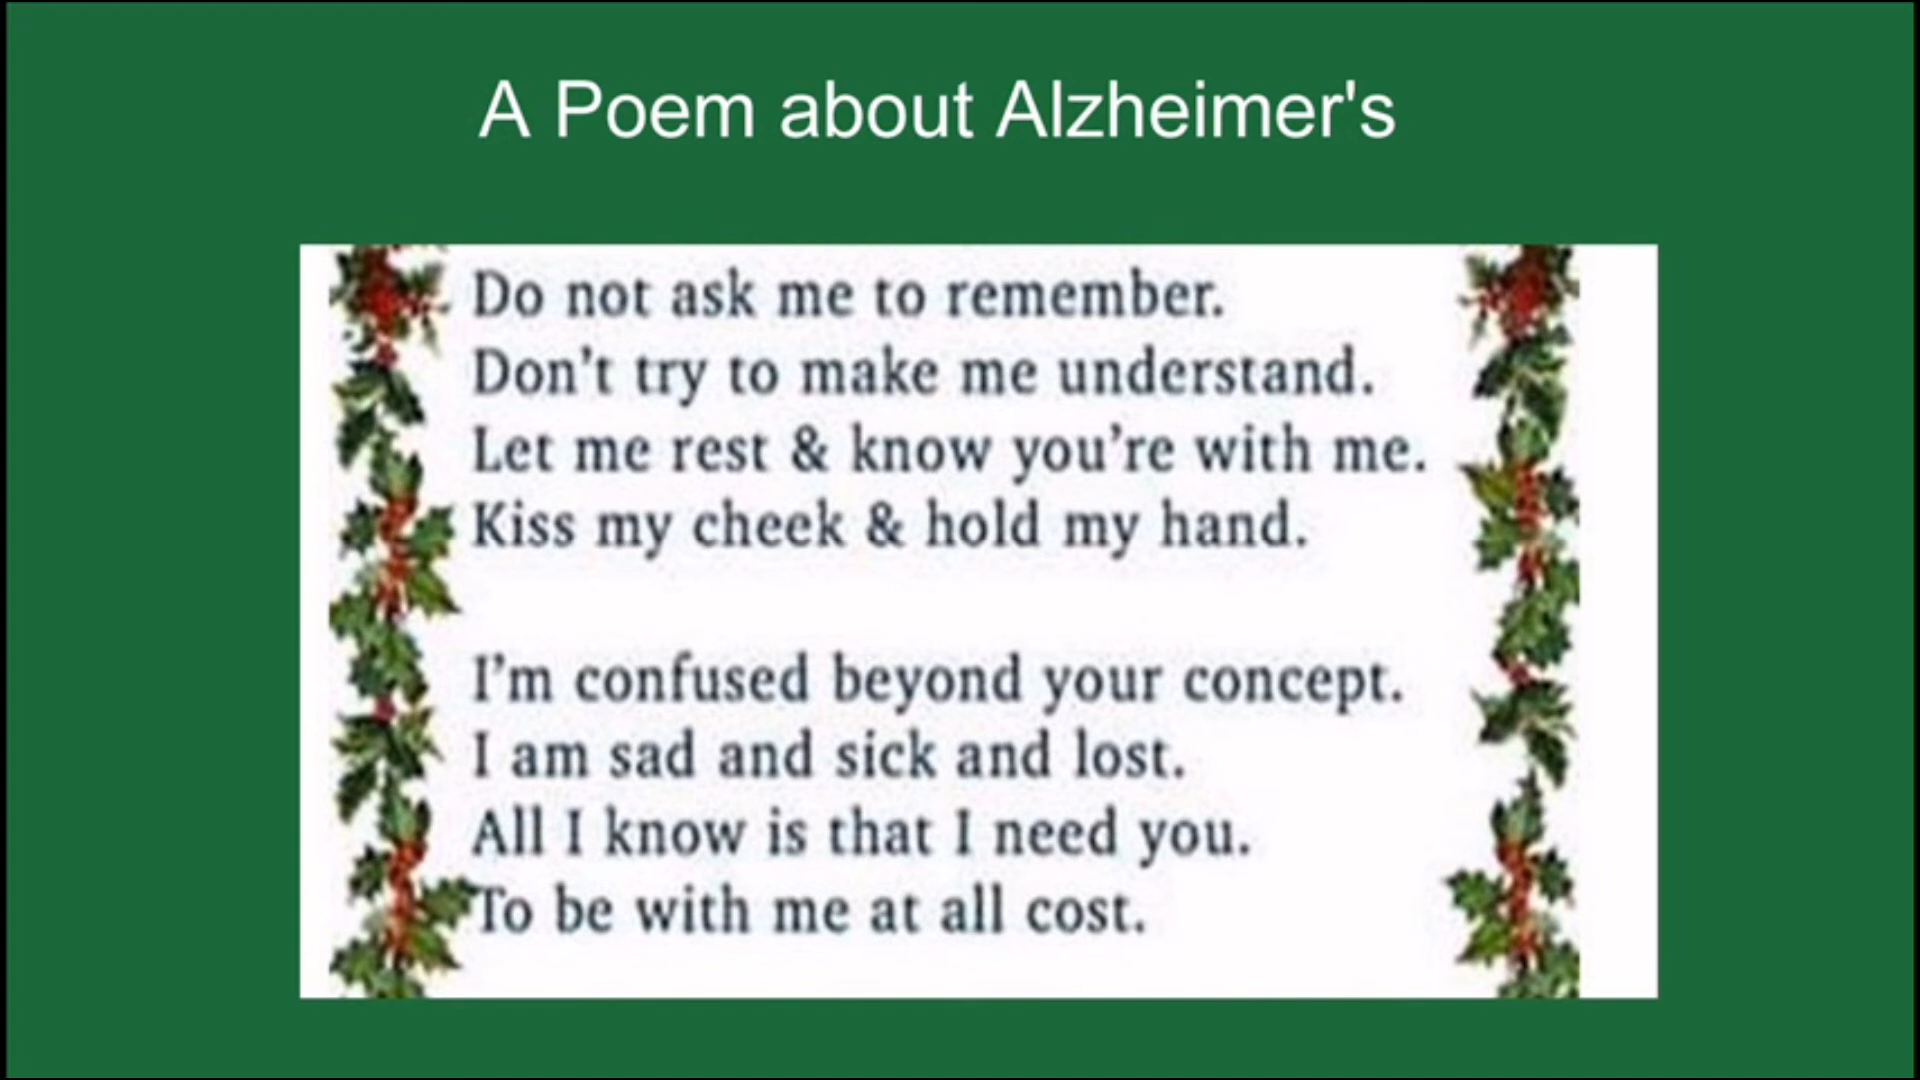 A Poem about Alzheimer's
Do not ask me to remember.
Don't try to make me understand.
Let me rest & know you’re with me.
Kiss my cheek & hold my hand.
I’m confused beyond your concept.
I am sad and sick and lost.
All I know is that I need you.
To be with me at all cost.